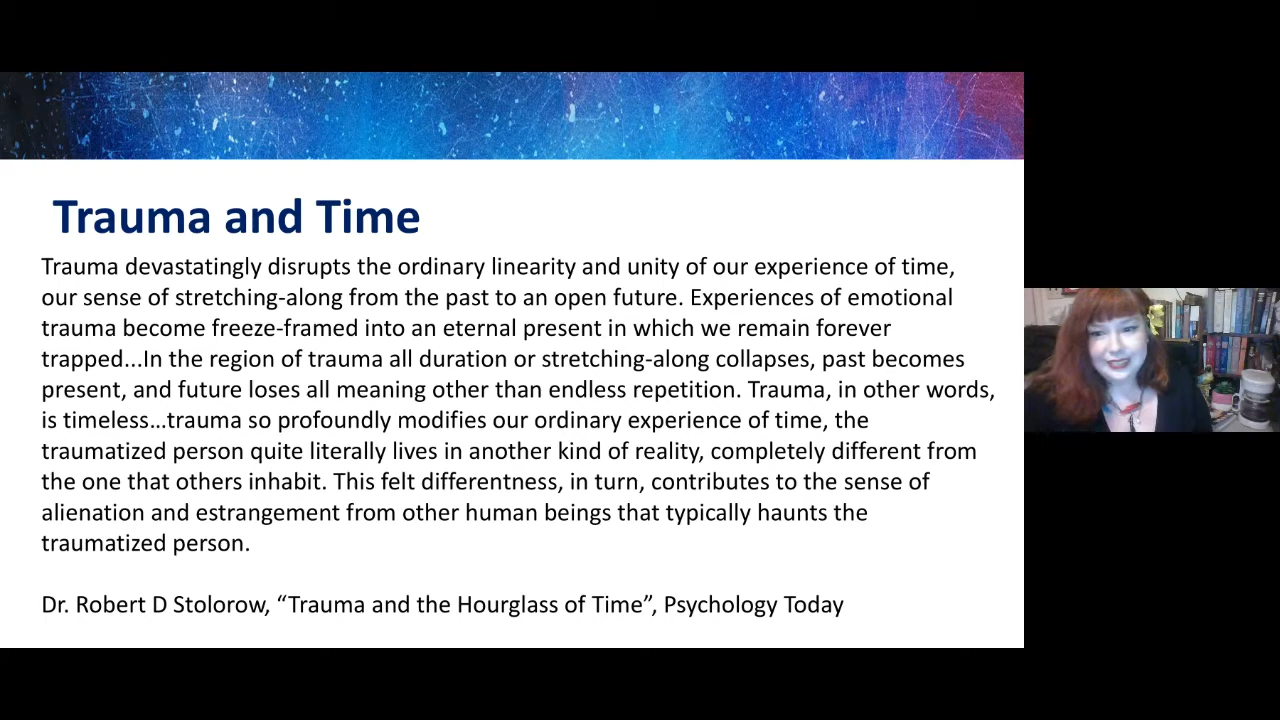 Trauma and Time
Trauma devastatingly disrupts the ordinary linearity and unity of our experience of time,
our sense of stretching-along from the past to an open future. Experiences of emotional
trauma become freeze-framed into an eternal present in which we remain forever
trapped...In the region of trauma all duration or stretching-along collapses, past becomes
present, and future loses all meaning other than endless repetition. Trauma, in other words,
is timeless...trauma so profoundly modifies our ordinary experience of time, the
traumatized person quite literally lives in another kind of reality, completely different from
the one that others inhabit. This felt differentness, in turn, contributes to the sense of
alienation and estrangement from other human beings that typically haunts the
traumatized person.
Dr. Robert D Stolorow, “Trauma and the Hourglass of Time”, Psychology Today